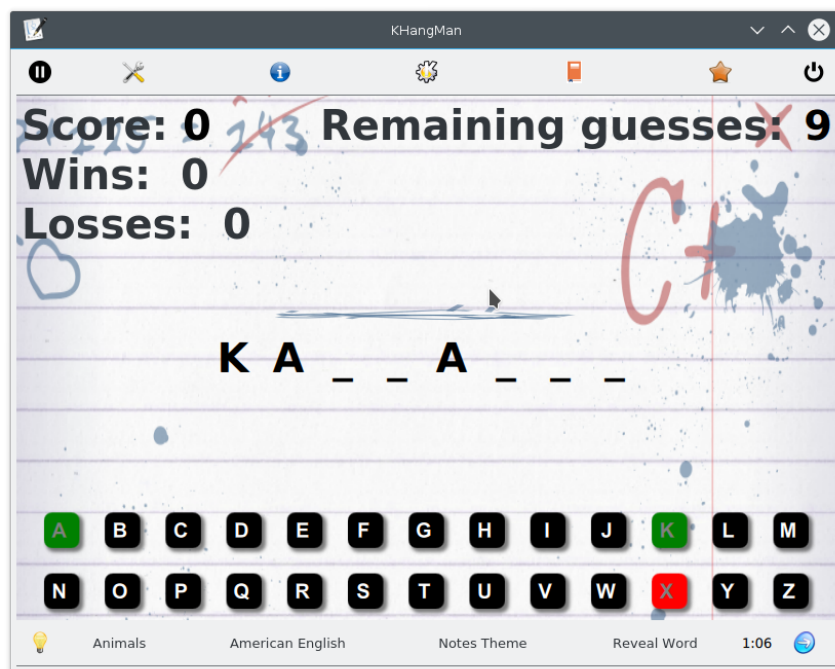 KHangMan
Score: 0 Remaining guesses: 9
Wins: 0
Losses: 0
243
C+
K A _ _ A _ _ _
A B C D E F G H I J K L M
N O P Q R S T U V W X Y Z
Animals American English Notes Theme Reveal Word 1:06